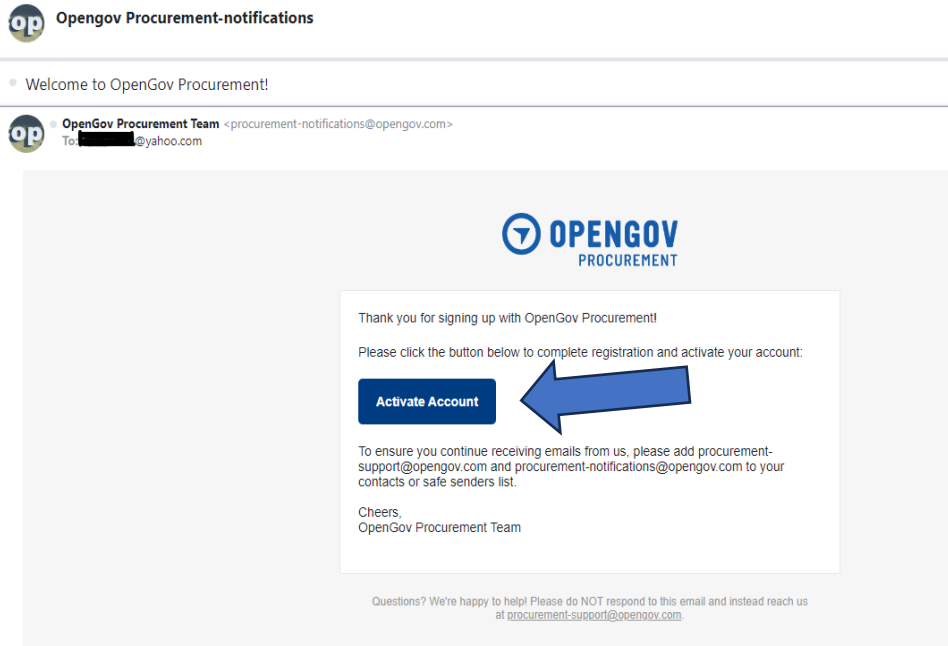 op Opengov Procurement-notifications
Welcome to OpenGov Procurement!
op OpenGov Procurement Team <procurement-notifications@opengov.com>
To: @yahoo.com
OPENGOV
PROCUREMENT
Thank you for signing up with OpenGov Procurement!
Please click the button below to complete registration and activate your account:
Activate Account
To ensure you continue receiving emails from us, please add procurement-
support@opengov.com and procurement-notifications@opengov.com to your
contacts or safe senders list.
Cheers,
OpenGov Procurement Team
Questions? We're happy to help! Please do NOT respond to this email and instead reach us
at procurement-support@opengov.com.